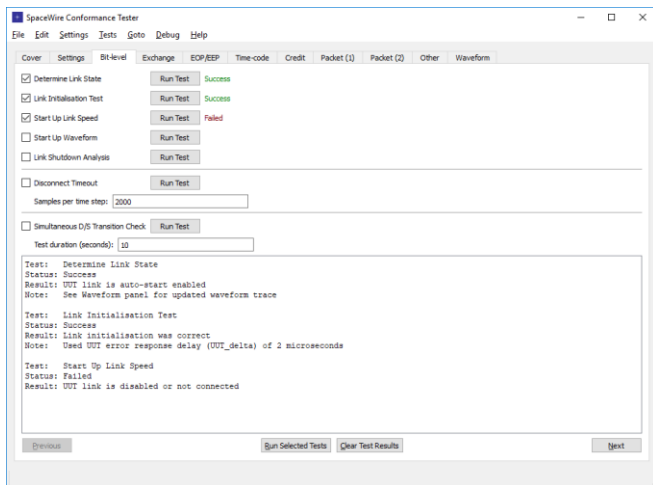 SpaceWire Conformance Tester
File Edit Settings Tests Goto Debug Help
Cover Settings Bit-level Exchange EOP/EEP Time-code Credit Packet (1) Packet (2) Other Waveform
Determine Link State Run Test Success
Link Initialisation Test Run Test Success
Start Up Link Speed Run Test Failed
Start Up Waveform Run Test
Link Shutdown Analysis Run Test
Disconnect Timeout Run Test
Samples per time step: 2000
Simultaneous D/S Transition Check Run Test
Test duration (seconds): 10
Test: Determine Link State
Status: Success
Result: UUT link is auto-start enabled
Note: See Waveform panel for updated waveform trace
Test: Link Initialisation Test
Status: Success
Result: Link initialisation was correct
Note: Used UUT error response delay (UUT_delta) of 2 microseconds
Test: Start Up Link Speed
Status: Failed
Result: UUT link is disabled or not connected
Previous Run Selected Tests Clear Test Results Next